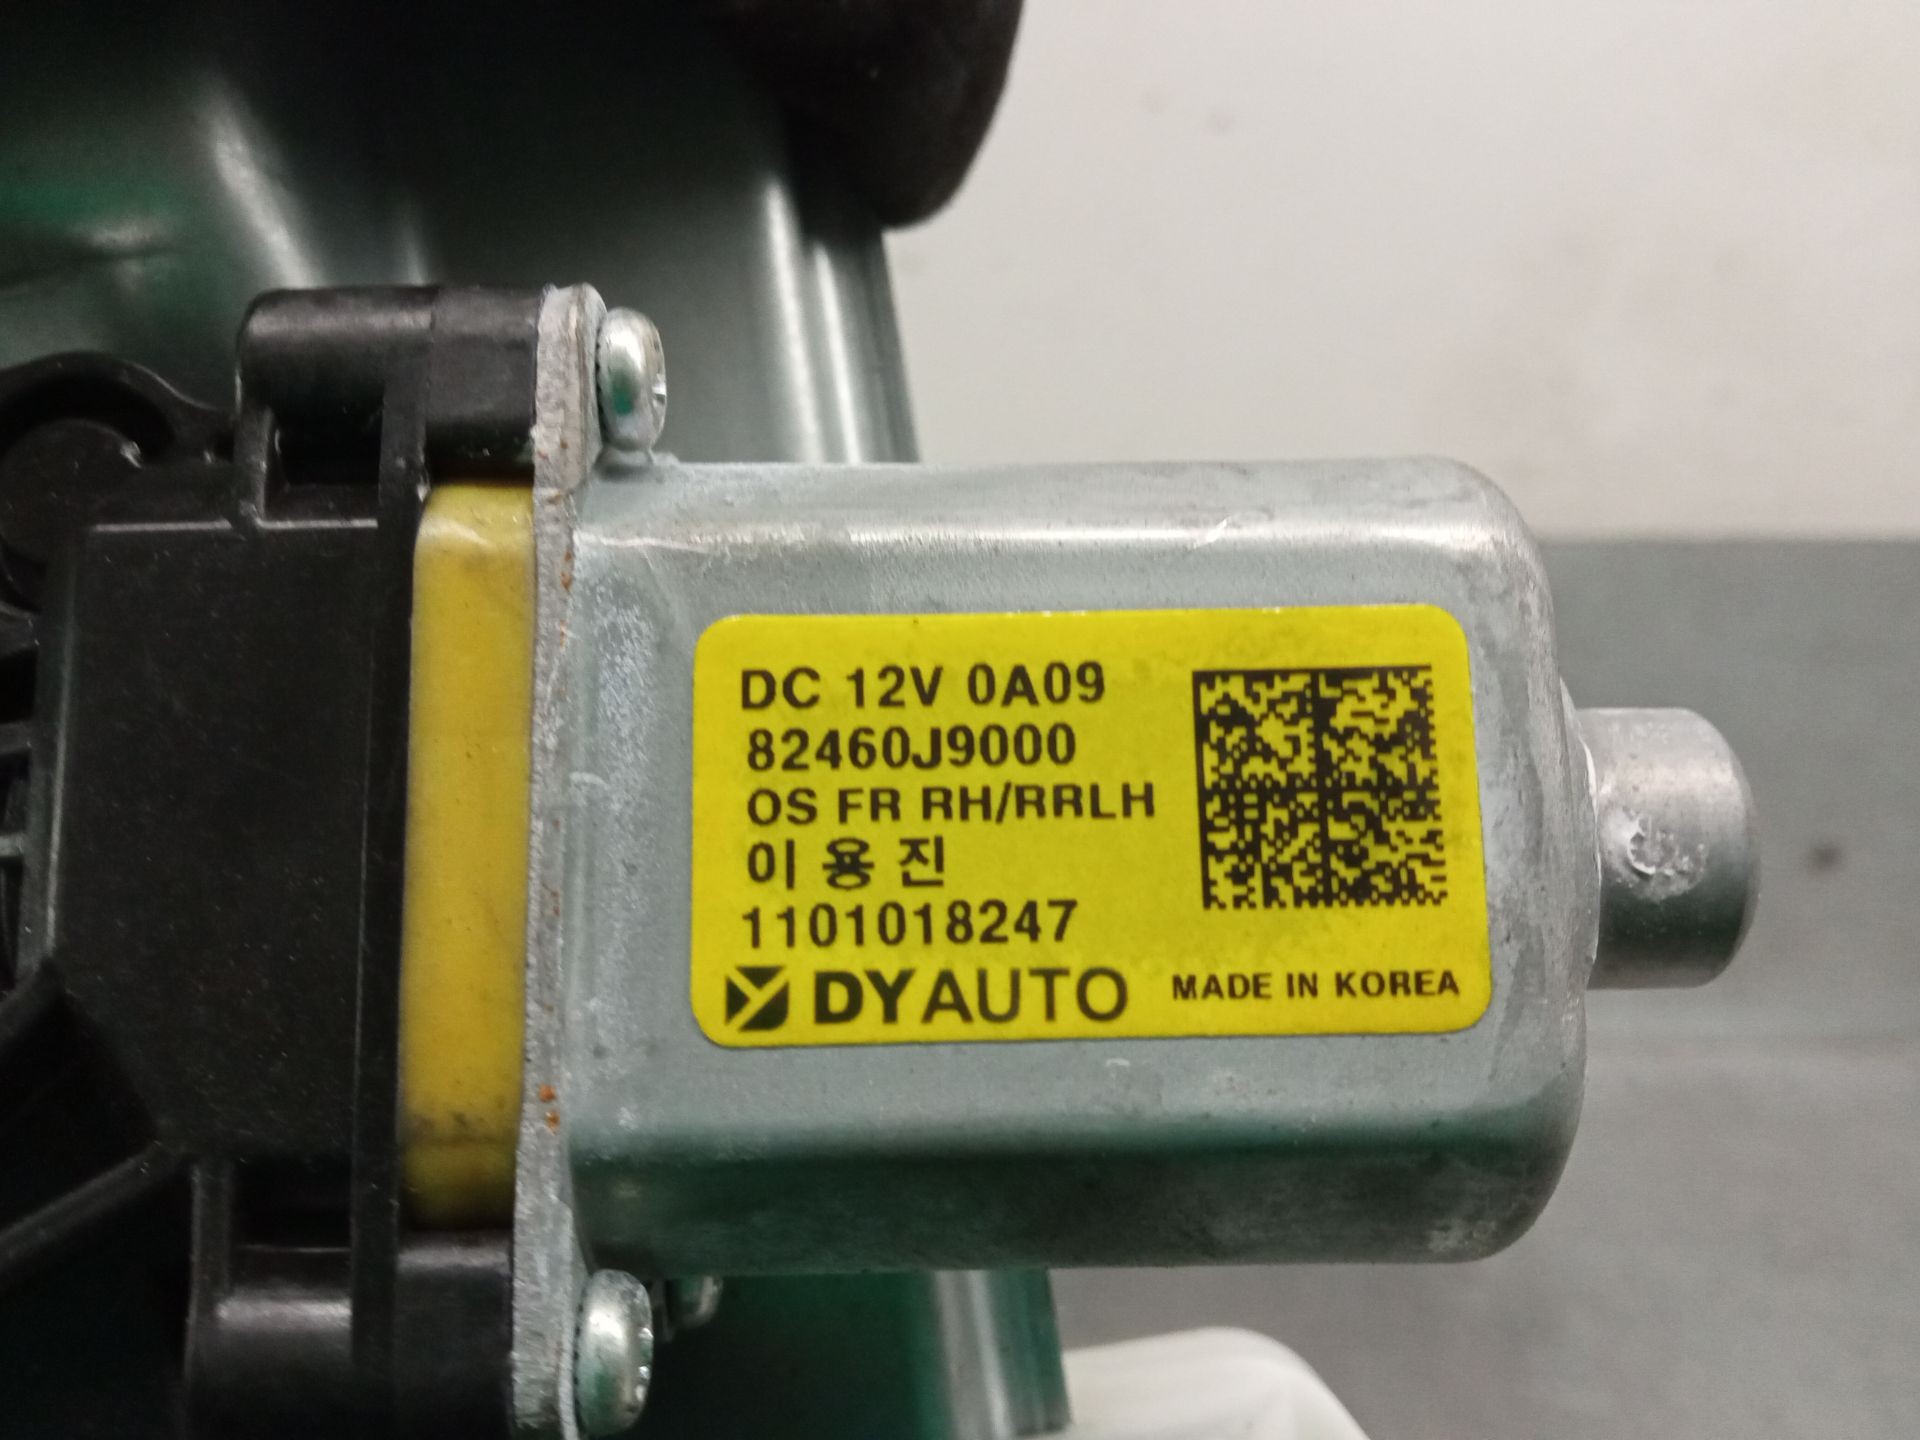 DC 12V 0A09
82460J9000
OS FR RH/RRLH
이용진
1101018247
DYAUTO MADE IN KOREA